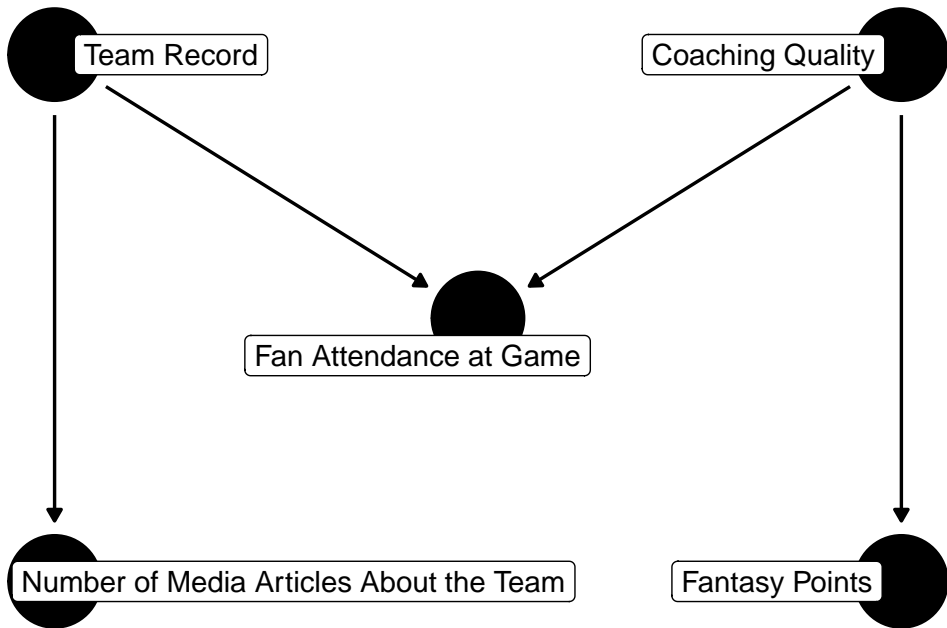 Team Record
Coaching Quality
Fan Attendance at Game
Number of Media Articles About the Team
Fantasy Points